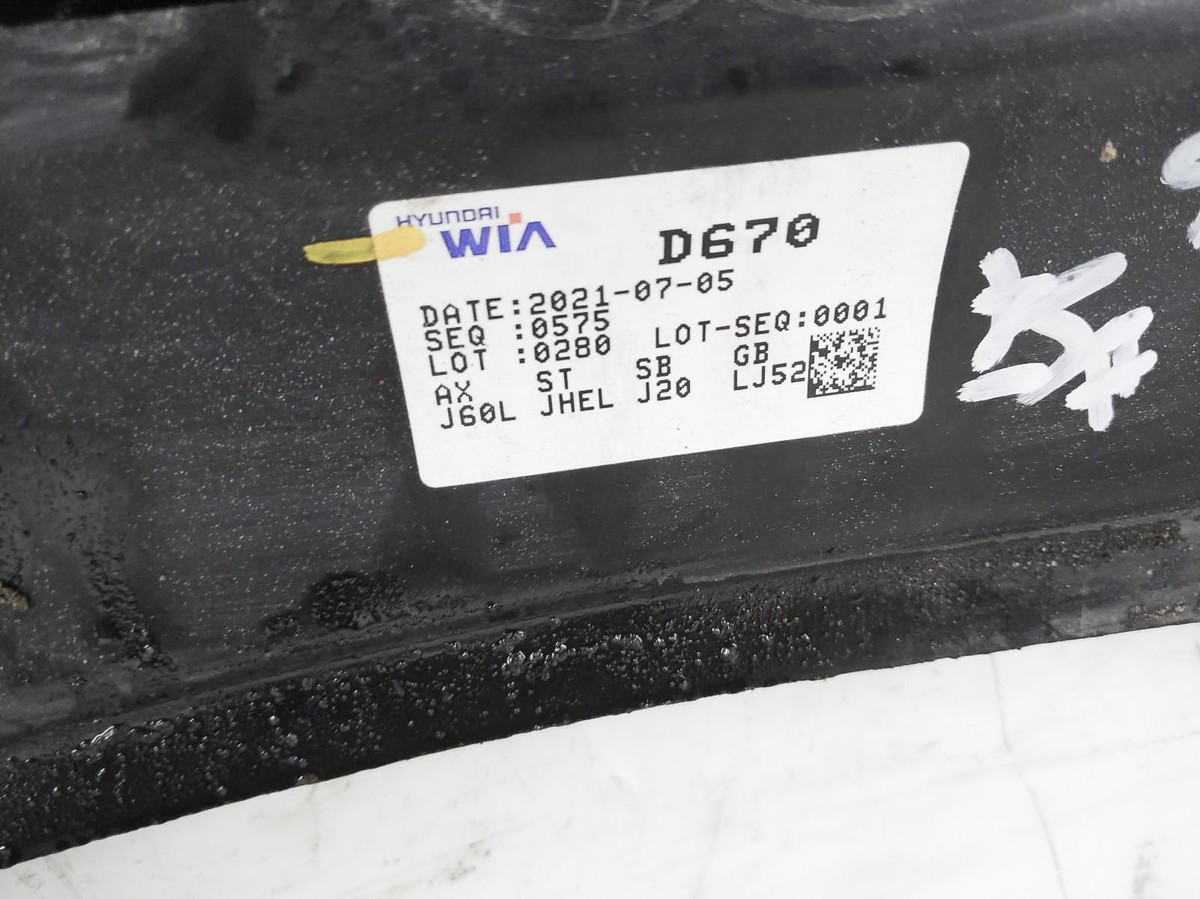 HYUNDAI
WIA D670
DATE:2021-07-05
SEQ :0575
LOT :0280 LOT-SEQ:0001
AX ST SB GB
J60L JHEL J20 LJ52